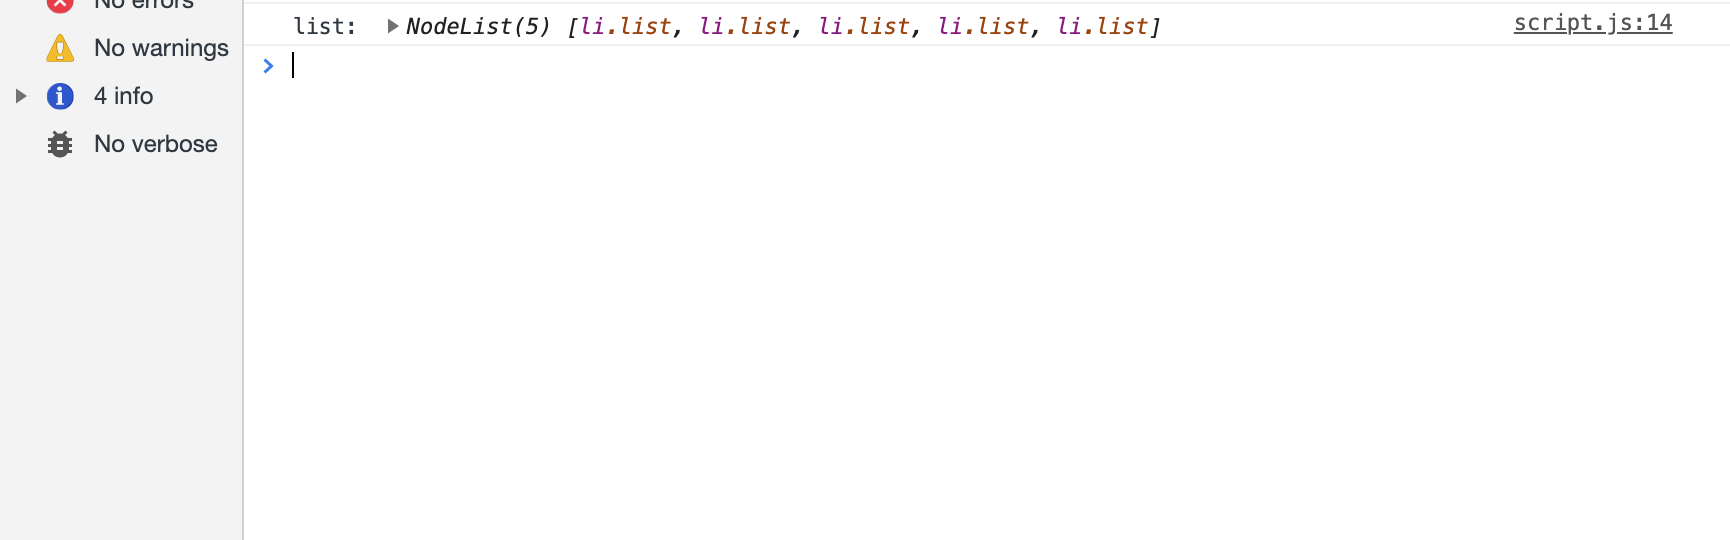 No errors
No warnings
4 info
No verbose
list: NodeList(5) [li.list, li.list, li.list, li.list, li.list]
script.js:14